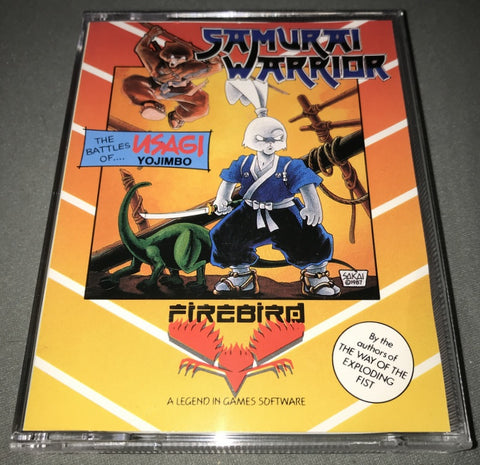 SAMURAI
WARRIOR
THE
BATTLES
OF....
USAGI
YOJIMBO
SAKAI
©1987
FIREBIRD
By the
authors of
THE WAY OF THE
EXPLODING
FIST
A LEGEND IN GAMES SOFTWARE